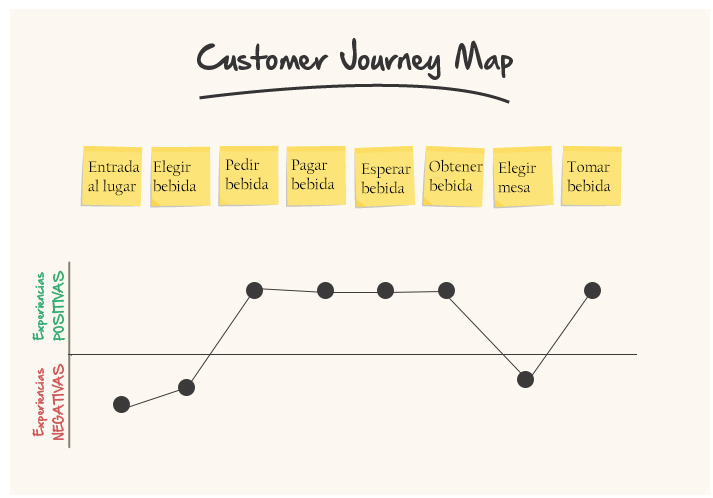 Customer Journey Map
Entrada
al lugar
Elegir
bebida
Pedir
bebida
Pagar
bebida
Esperar
bebida
Obtener
bebida
Elegir
mesa
Tomar
bebida
Experiencias
POSITIVAS
Experiencias
NEGATIVAS